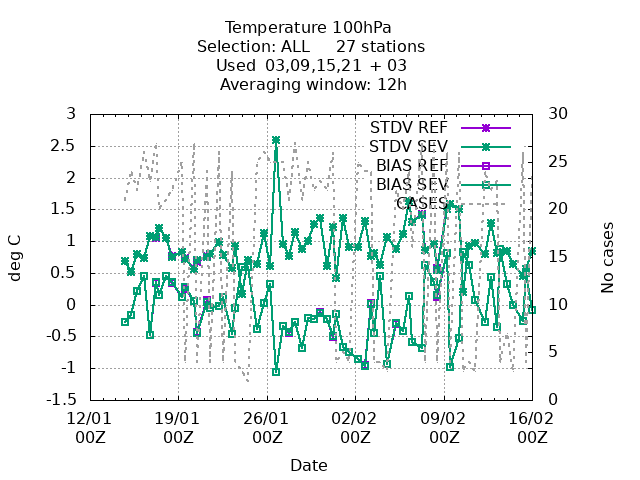 Temperature 100hPa
Selection: ALL 27 stations
Used 03,09,15,21 + 03
Averaging window: 12h
STDV REF
STDV SEV
BIAS REF
BIAS SEV
CASES
deg C
3
2.5
2
1.5
1
0.5
0
-0.5
-1
-1.5
No cases
30
25
20
15
10
5
0
12/01 19/01 26/01 02/02 09/02 16/02
00Z 00Z 00Z 00Z 00Z 00Z
Date